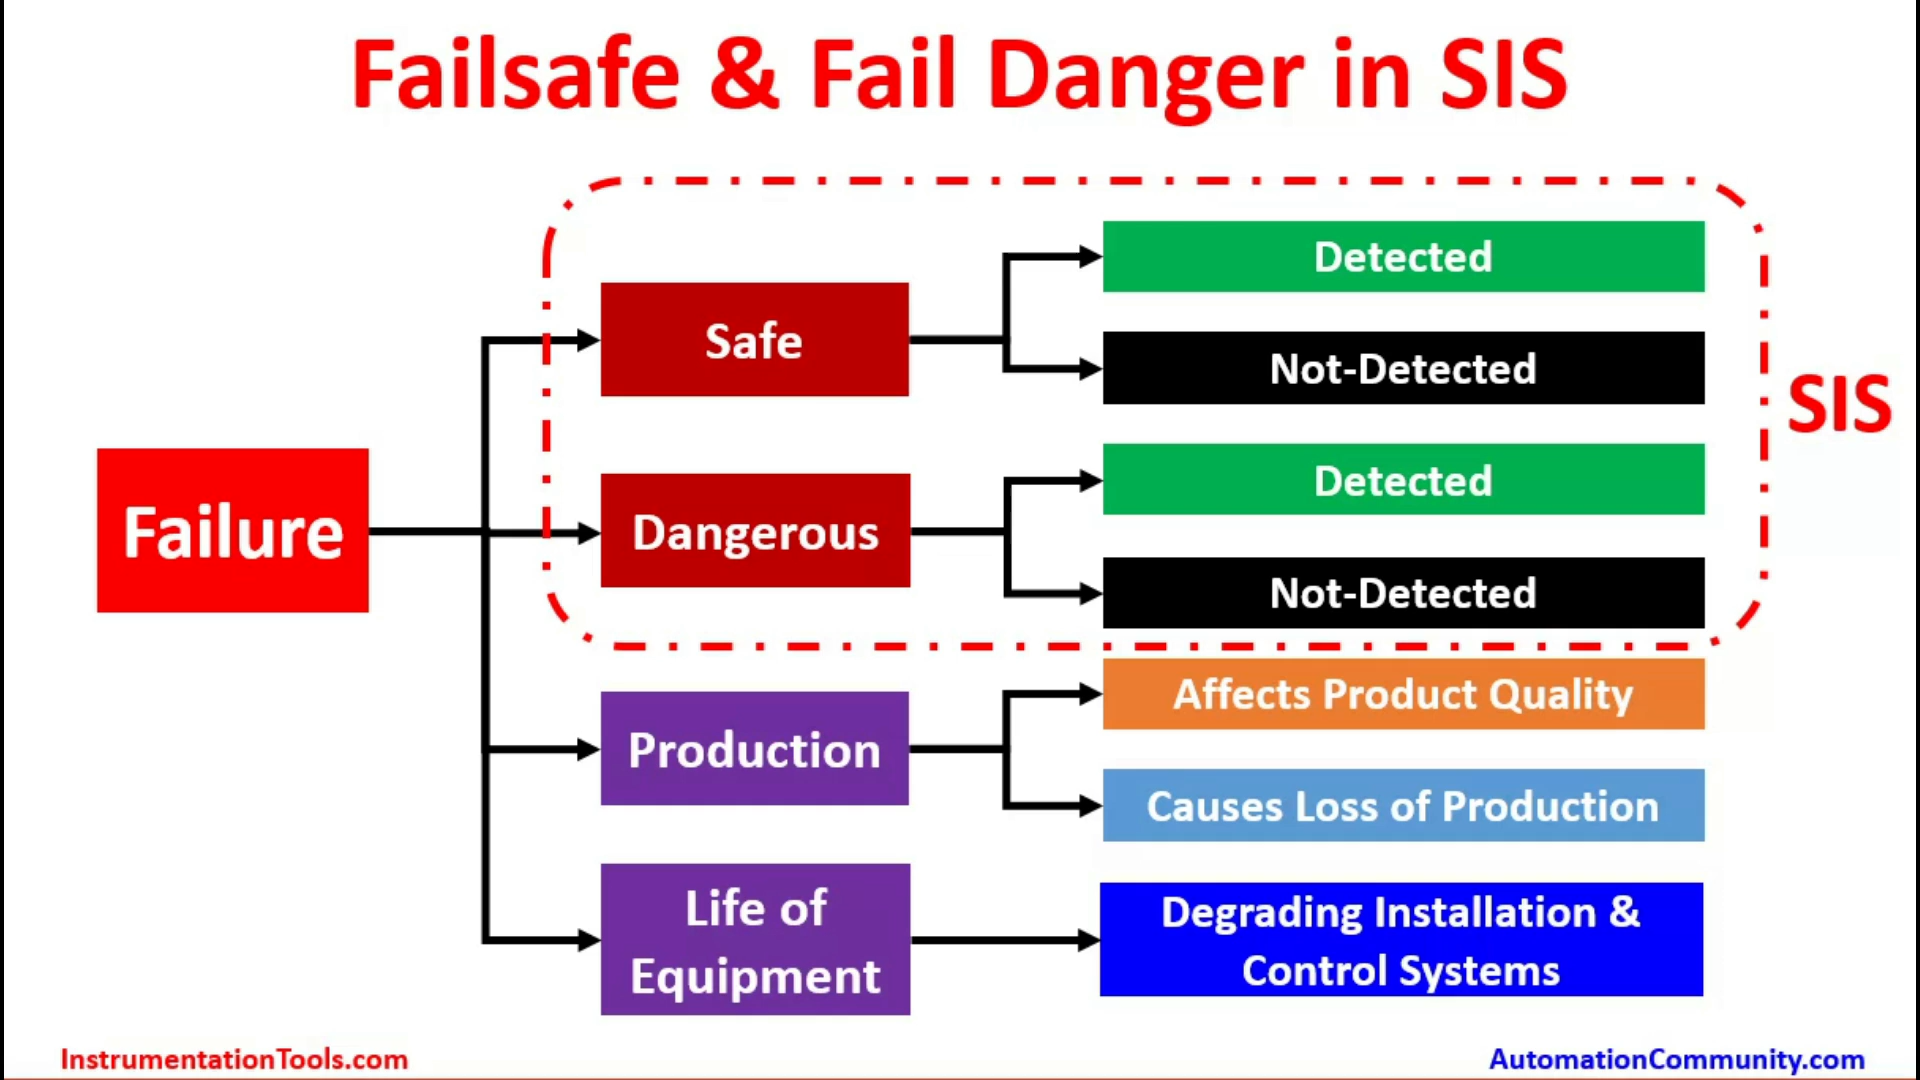 Failsafe & Fail Danger in SIS
Detected
Safe
Not-Detected
SIS
Detected
Failure
Dangerous
Not-Detected
Affects Product Quality
Production
Causes Loss of Production
Life of
Equipment
Degrading Installation &
Control Systems
InstrumentationTools.com
AutomationCommunity.com